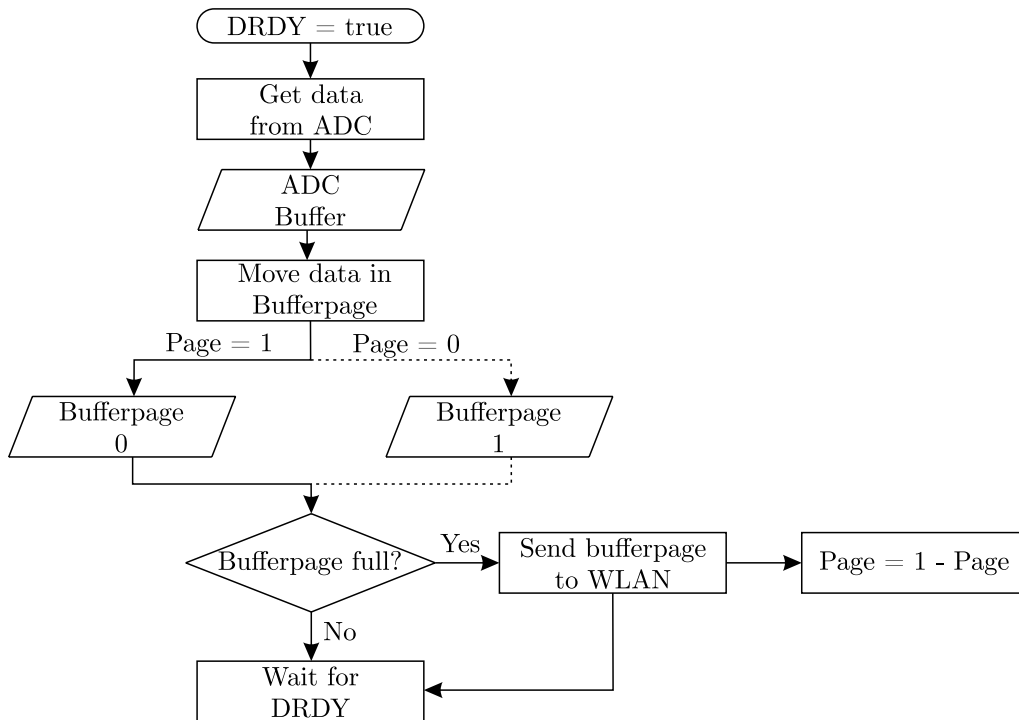 DRDY = true
Get data
from ADC
ADC
Buffer
Move data in
Bufferpage
Page = 1
Page = 0
Bufferpage
0
Bufferpage
1
Bufferpage full?
Yes
Send bufferpage
to WLAN
Page = 1 - Page
No
Wait for
DRDY